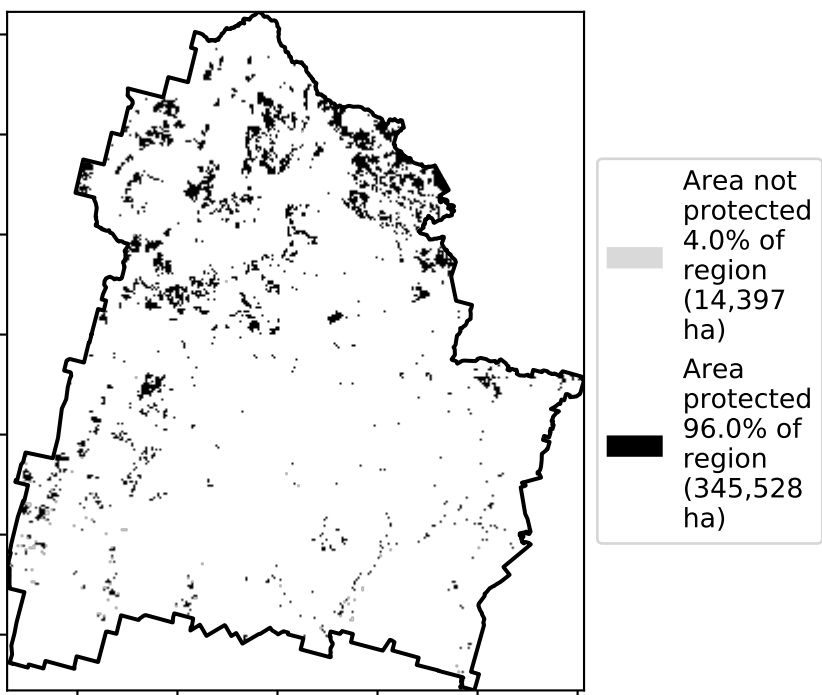 Area not
protected
4.0% of
region
(14,397
ha)
Area
protected
96.0% of
region
(345,528
ha)